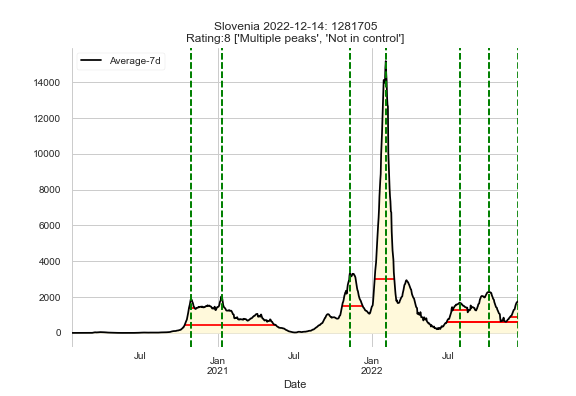 Slovenia 2022-12-14: 1281705
Rating:8 ['Multiple peaks', 'Not in control']
Average-7d
14000
12000
10000
8000
6000
4000
2000
0
Jul
Jan
2021
Jul
Jan
2022
Jul
Date